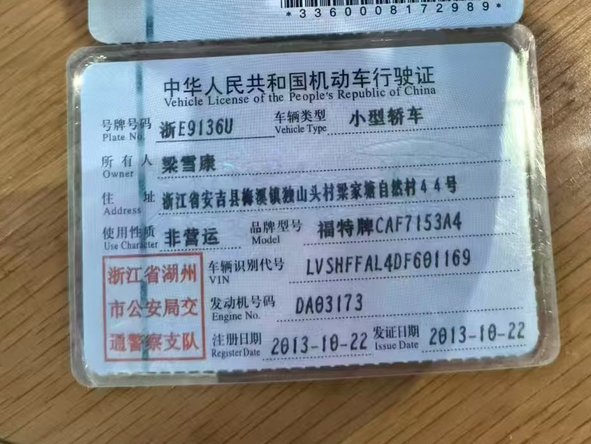 *3360008172989*
中华人民共和国机动车行驶证
Vehicle License of the People's Republic of China
号牌号码 Plate No. 浙E9136U 车辆类型 Vehicle Type 小型轿车
所有人 Owner 梁雪康
住址 Address 浙江省安吉县梅溪镇独山头村梁家塘自然村44号
使用性质 Use Character 非营运 品牌型号 Model 福特牌CAF7153A4
浙江省湖州
市公安局交
通警察支队
车辆识别代号 VIN LVSHFFAL4DF601169
发动机号码 Engine No. DA03173
注册日期 Register Date 2013-10-22 发证日期 Issue Date 2013-10-22